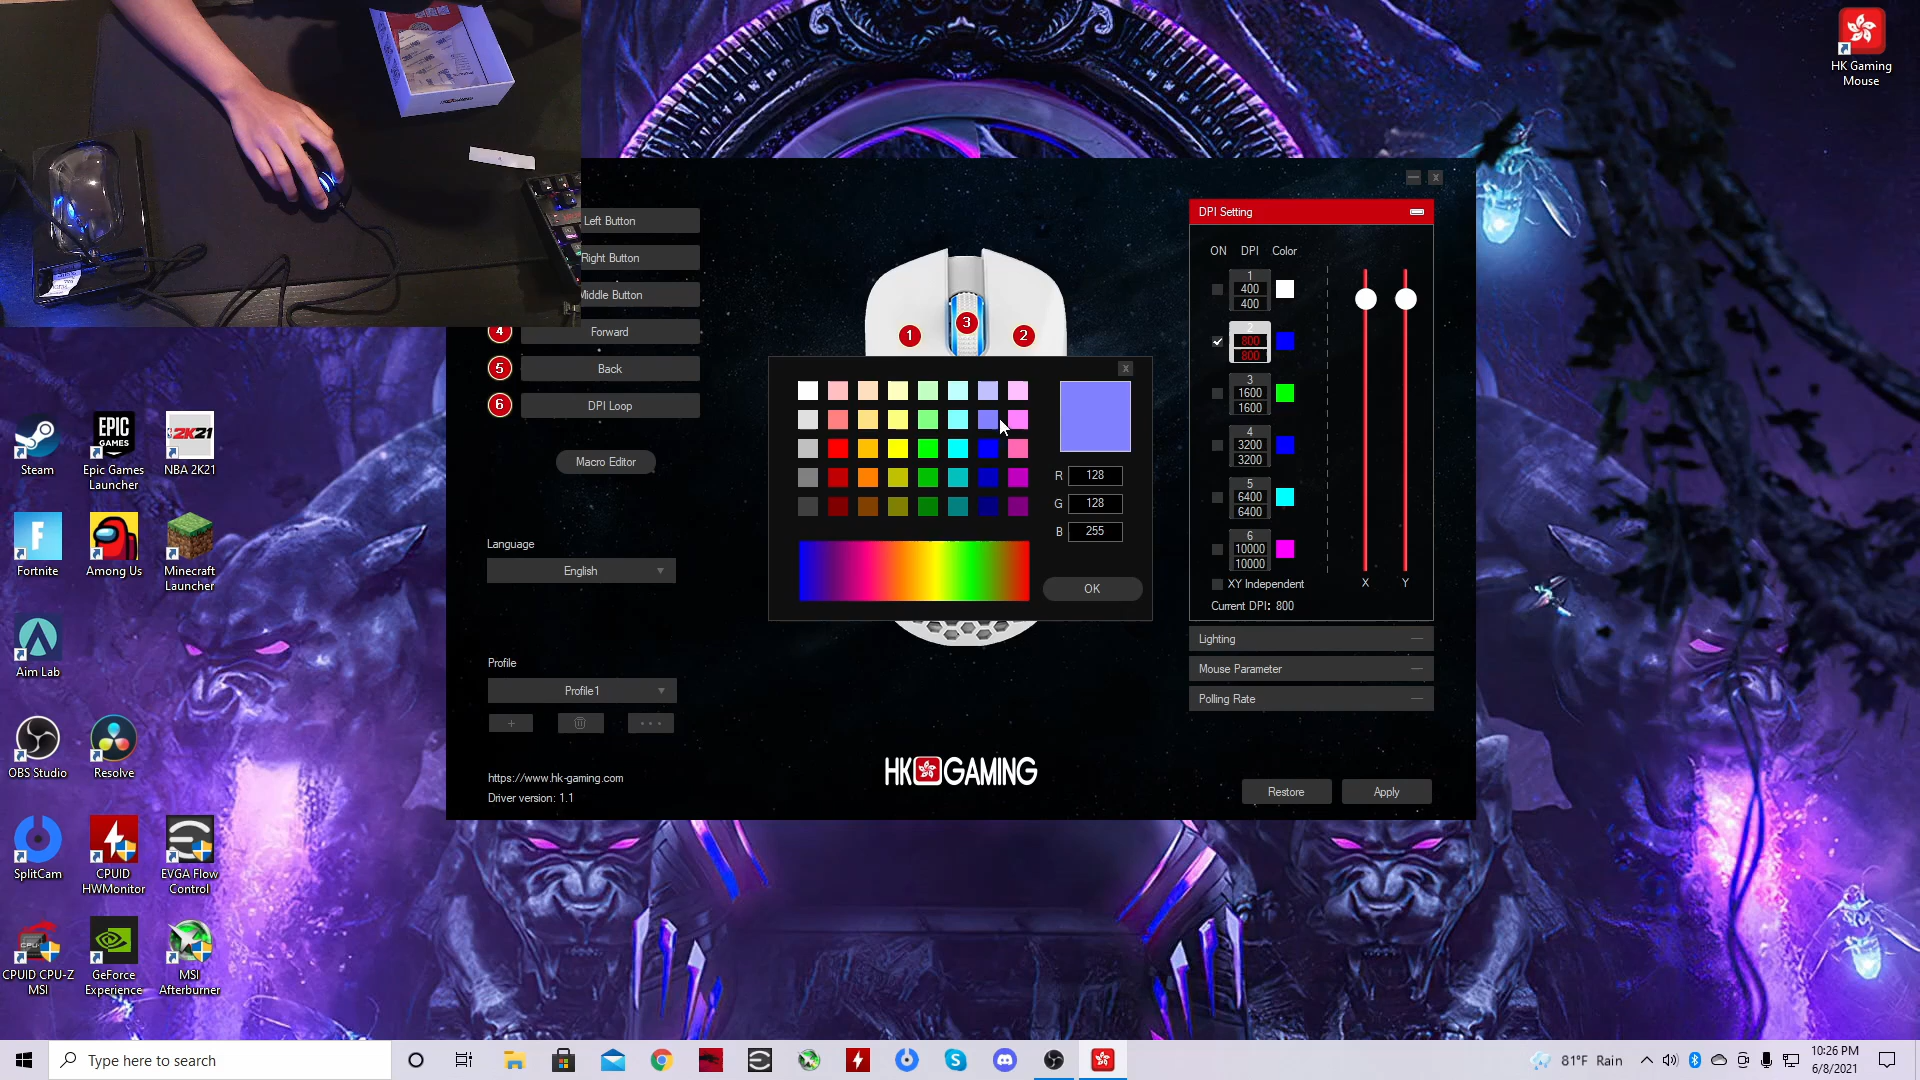 HK Gaming
Mouse
Left Button
Right Button
Middle Button
4 Forward
5 Back
6 DPI Loop
Macro Editor
Language
English
Profile
Profile1
+
...
https://www.hk-gaming.com
Driver version: 1.1
1
3
2
x
R 128
G 128
B 255
OK
HK GAMING
x
DPI Setting
ON DPI Color
1
400
400
2
800
800
3
1600
1600
4
3200
3200
5
6400
6400
6
10000
10000
XY Independent
X Y
Current DPI: 800
Lighting
Mouse Parameter
Polling Rate
Restore
Apply
Steam
EPIC
GAMES
Epic Games
Launcher
2K21
NBA 2K21
Fortnite
Among Us
Minecraft
Launcher
Aim Lab
OBS Studio
Resolve
SplitCam
CPUID
HWMonitor
EVGA Flow
Control
CPUID CPU-Z
MSI
GeForce
Experience
MSI
Afterburner
Type here to search
81°F Rain
10:26 PM
6/8/2021